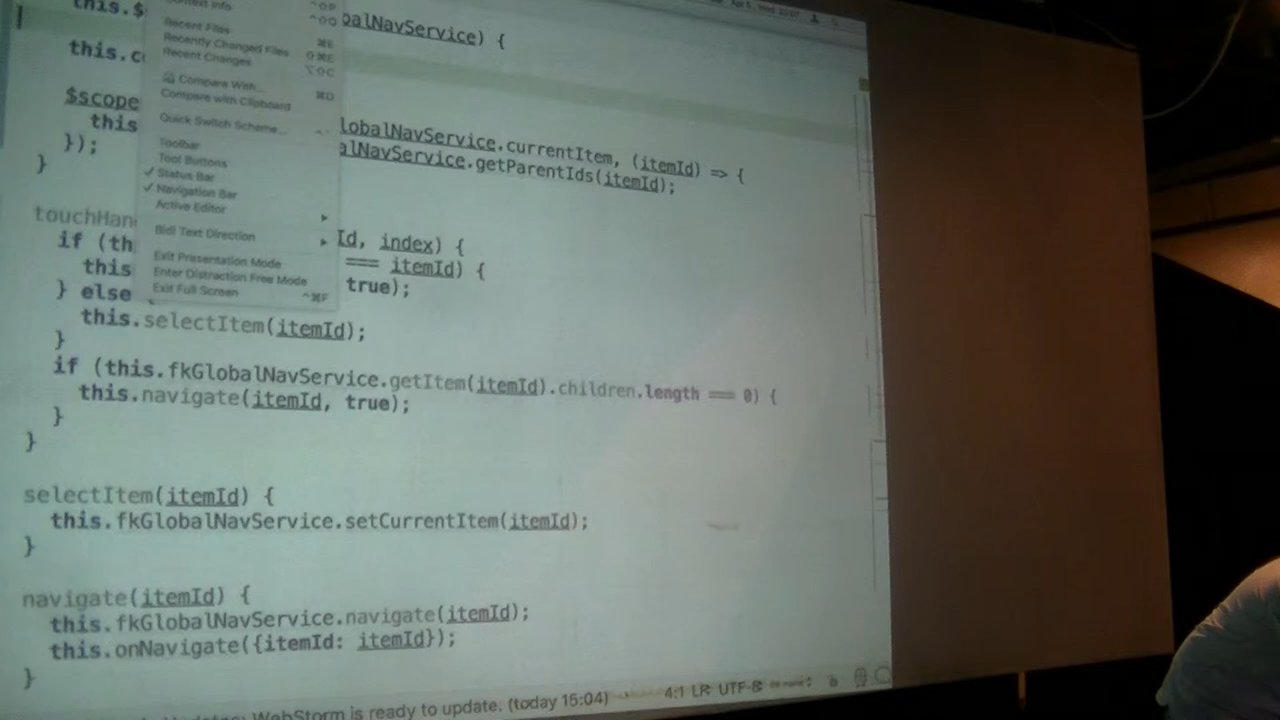 this.$
balNavService) {
Recent Files
Recently Changed Files ⌘E
Recent Changes ⇧⌘E
this.c
Compare With...
Compare with Clipboard ⌘D
$scope
Quick Switch Scheme...
lobalNavService.currentItem, (itemId) => {
this
alNavService.getParentIds(itemId);
});
}
Toolbar
Tool Buttons
✓ Status Bar
✓ Navigation Bar
Active Editor
Bidi Text Direction
Exit Presentation Mode
Enter Distraction Free Mode
Exit Full Screen ^⌘F
touchHan
Id, index) {
if (th
=== itemId) {
this
true);
} else {
this.selectItem(itemId);
}
if (this.fkGlobalNavService.getItem(itemId).children.length === 0) {
this.navigate(itemId, true);
}
}
selectItem(itemId) {
this.fkGlobalNavService.setCurrentItem(itemId);
}
navigate(itemId) {
this.fkGlobalNavService.navigate(itemId);
this.onNavigate({itemId: itemId});
}
WebStorm is ready to update. (today 15:04) 4:1 LF UTF-8